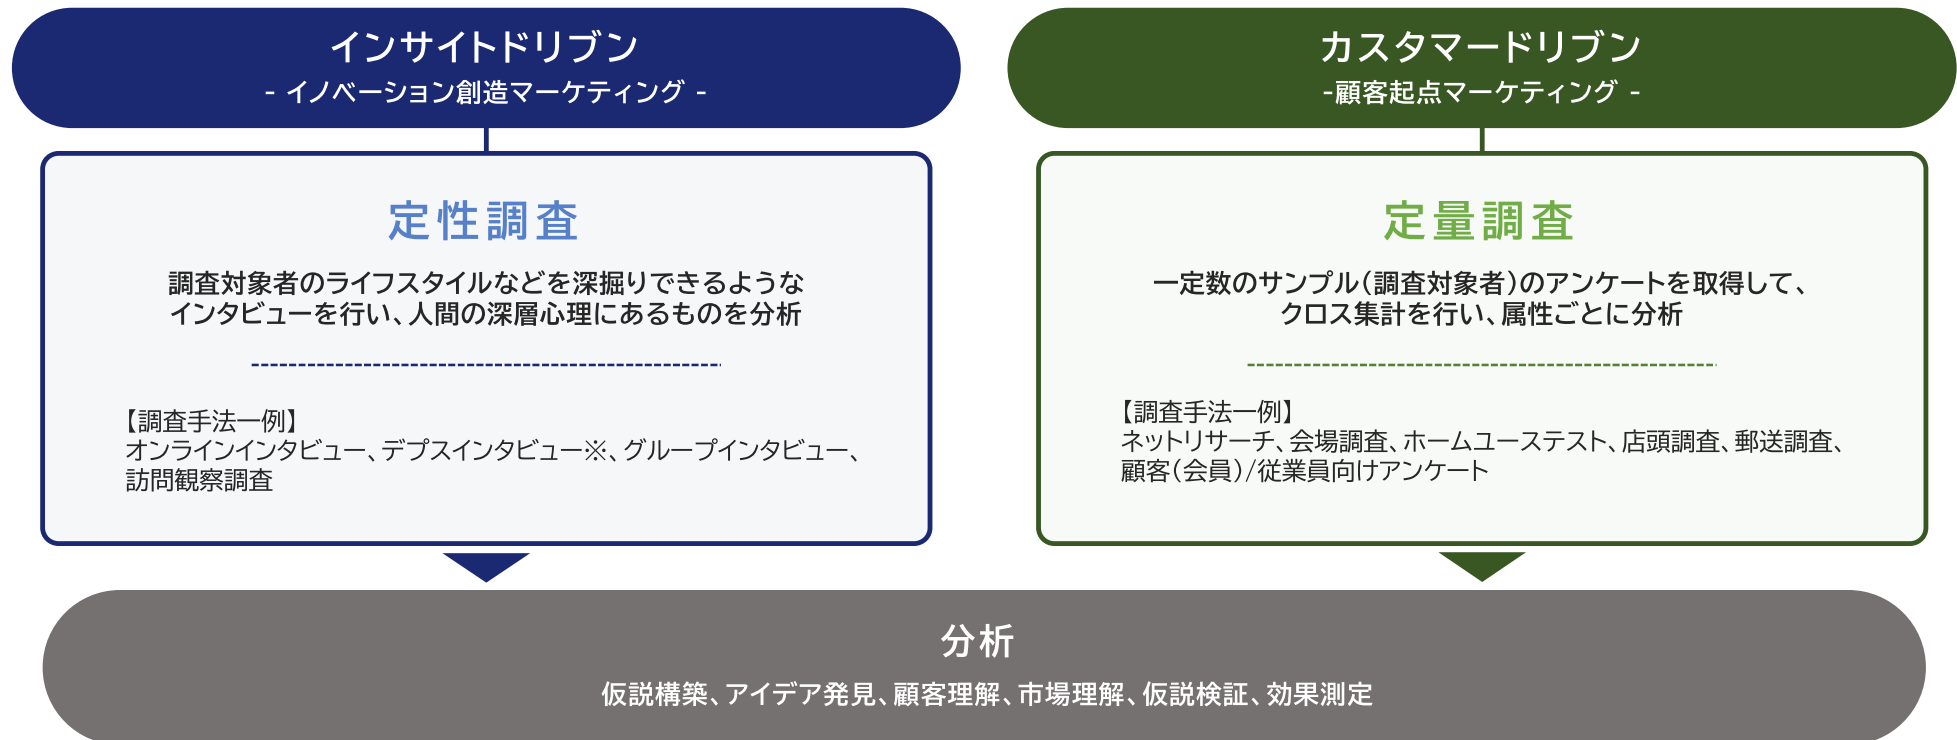 インサイトドリブン
- イノベーション創造マーケティング -
定性調査
調査対象者のライフスタイルなどを深掘りできるような
インタビューを行い、人間の深層心理にあるものを分析
【調査手法一例】
オンラインインタビュー、デプスインタビュー※、グループインタビュー、
訪問観察調査
カスタマードリブン
-顧客起点マーケティング -
定量調査
一定数のサンプル（調査対象者）のアンケートを取得して、
クロス集計を行い、属性ごとに分析
【調査手法一例】
ネットリサーチ、会場調査、ホームユーステスト、店頭調査、郵送調査、
顧客（会員）/従業員向けアンケート
分析
仮説構築、アイデア発見、顧客理解、市場理解、仮説検証、効果測定